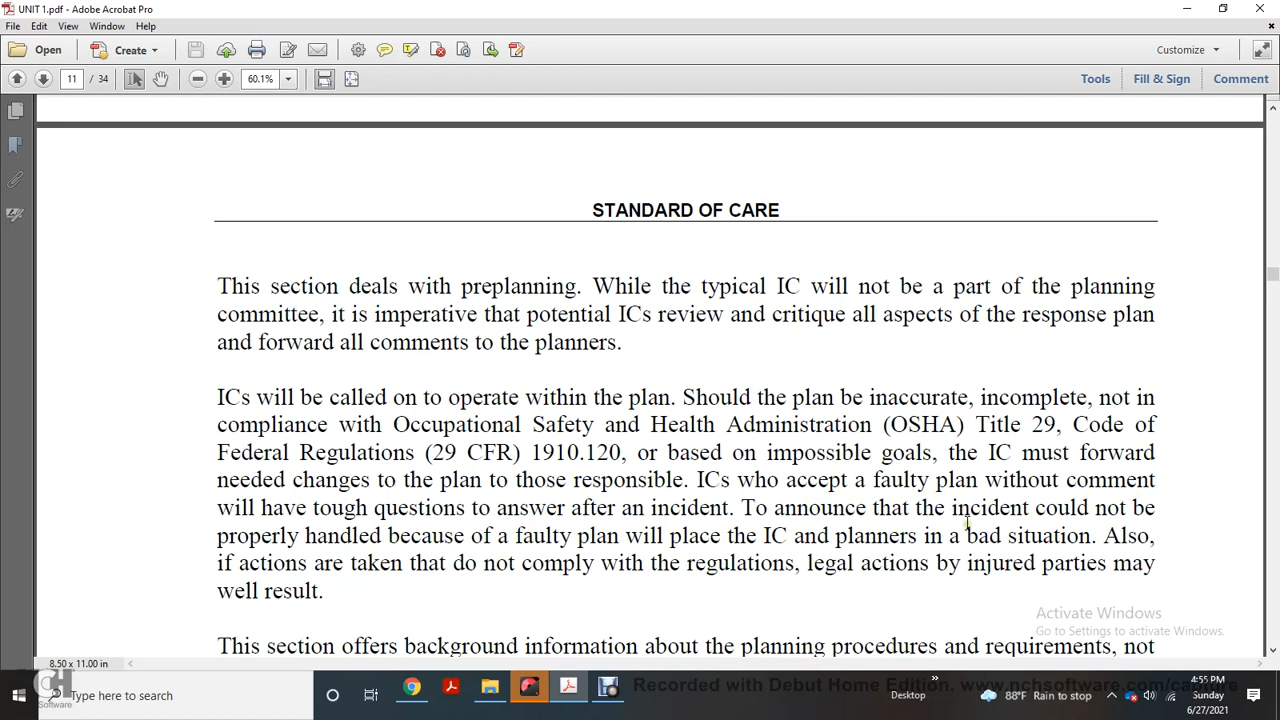 UNIT 1.pdf - Adobe Acrobat Pro
File Edit View Window Help
Open Create Customize
11 / 34 60.1% Tools Fill & Sign Comment
STANDARD OF CARE
This section deals with preplanning. While the typical IC will not be a part of the planning
committee, it is imperative that potential ICs review and critique all aspects of the response plan
and forward all comments to the planners.
ICs will be called on to operate within the plan. Should the plan be inaccurate, incomplete, not in
compliance with Occupational Safety and Health Administration (OSHA) Title 29, Code of
Federal Regulations (29 CFR) 1910.120, or based on impossible goals, the IC must forward
needed changes to the plan to those responsible. ICs who accept a faulty plan without comment
will have tough questions to answer after an incident. To announce that the incident could not be
properly handled because of a faulty plan will place the IC and planners in a bad situation. Also,
if actions are taken that do not comply with the regulations, legal actions by injured parties may
well result.
Activate Windows
Go to Settings to activate Windows.
This section offers background information about the planning procedures and requirements, not
8.50 x 11.00 in
Type here to search
Software
Recorded with Debut Home Edition. www.nchsoftware.com/capture
Desktop
88°F Rain to stop
4:55 PM
Sunday
6/27/2021